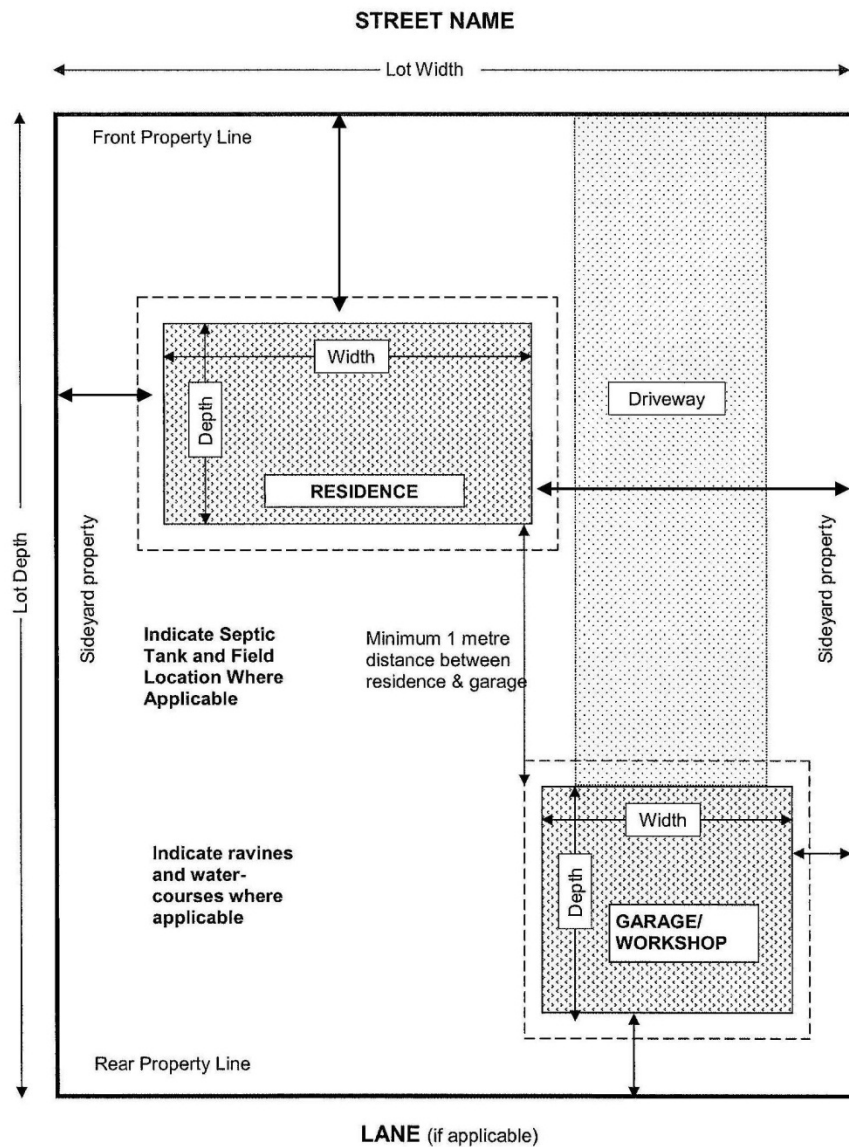 STREET NAME
Lot Width
Front Property Line
Width
Depth
Driveway
RESIDENCE
Lot Depth
Sideyard property
Sideyard property
Indicate Septic
Tank and Field
Location Where
Applicable
Minimum 1 metre
distance between
residence & garage
Width
Depth
Indicate ravines
and water-
courses where
applicable
GARAGE/
WORKSHOP
Rear Property Line
LANE (if applicable)